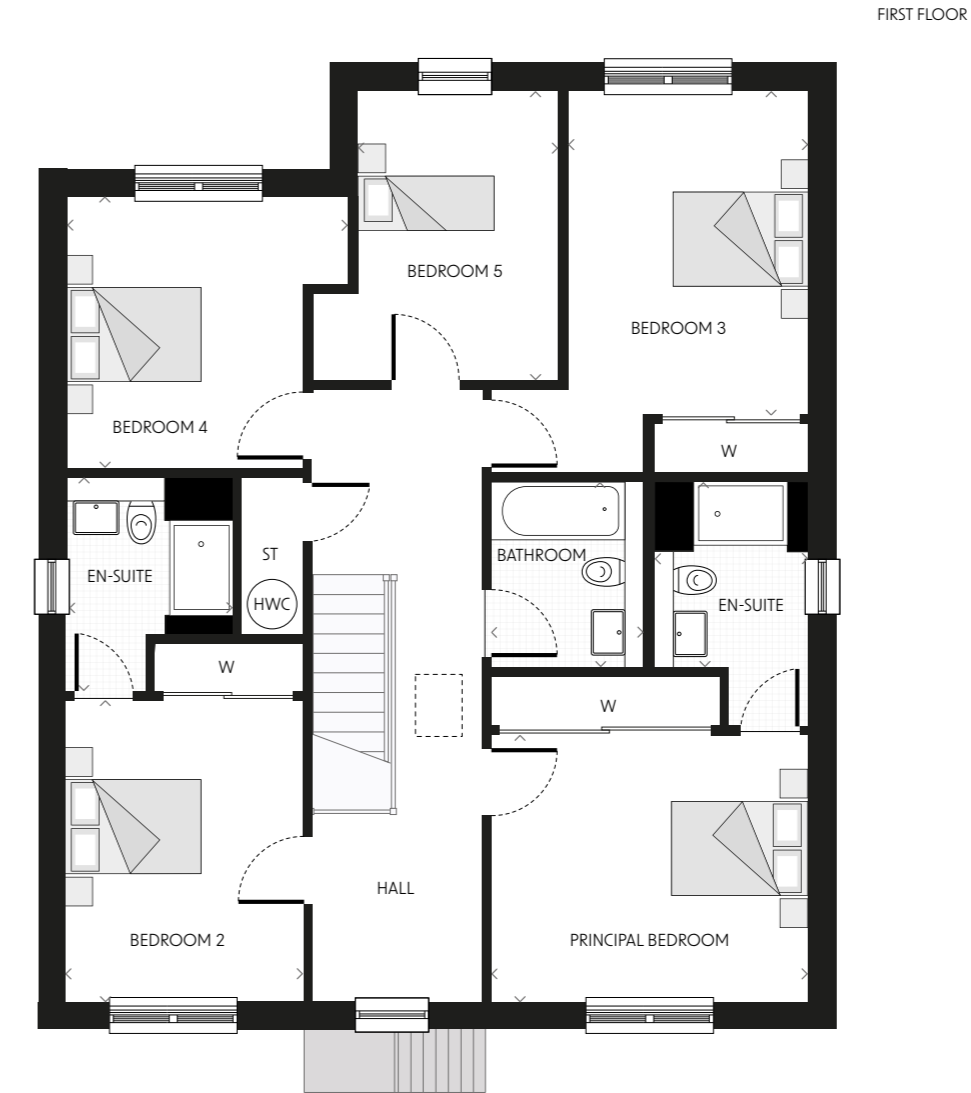 FIRST FLOOR
BEDROOM 5
BEDROOM 3
BEDROOM 4
W
ST
BATHROOM
EN-SUITE
HWC
EN-SUITE
W
W
HALL
BEDROOM 2
PRINCIPAL BEDROOM